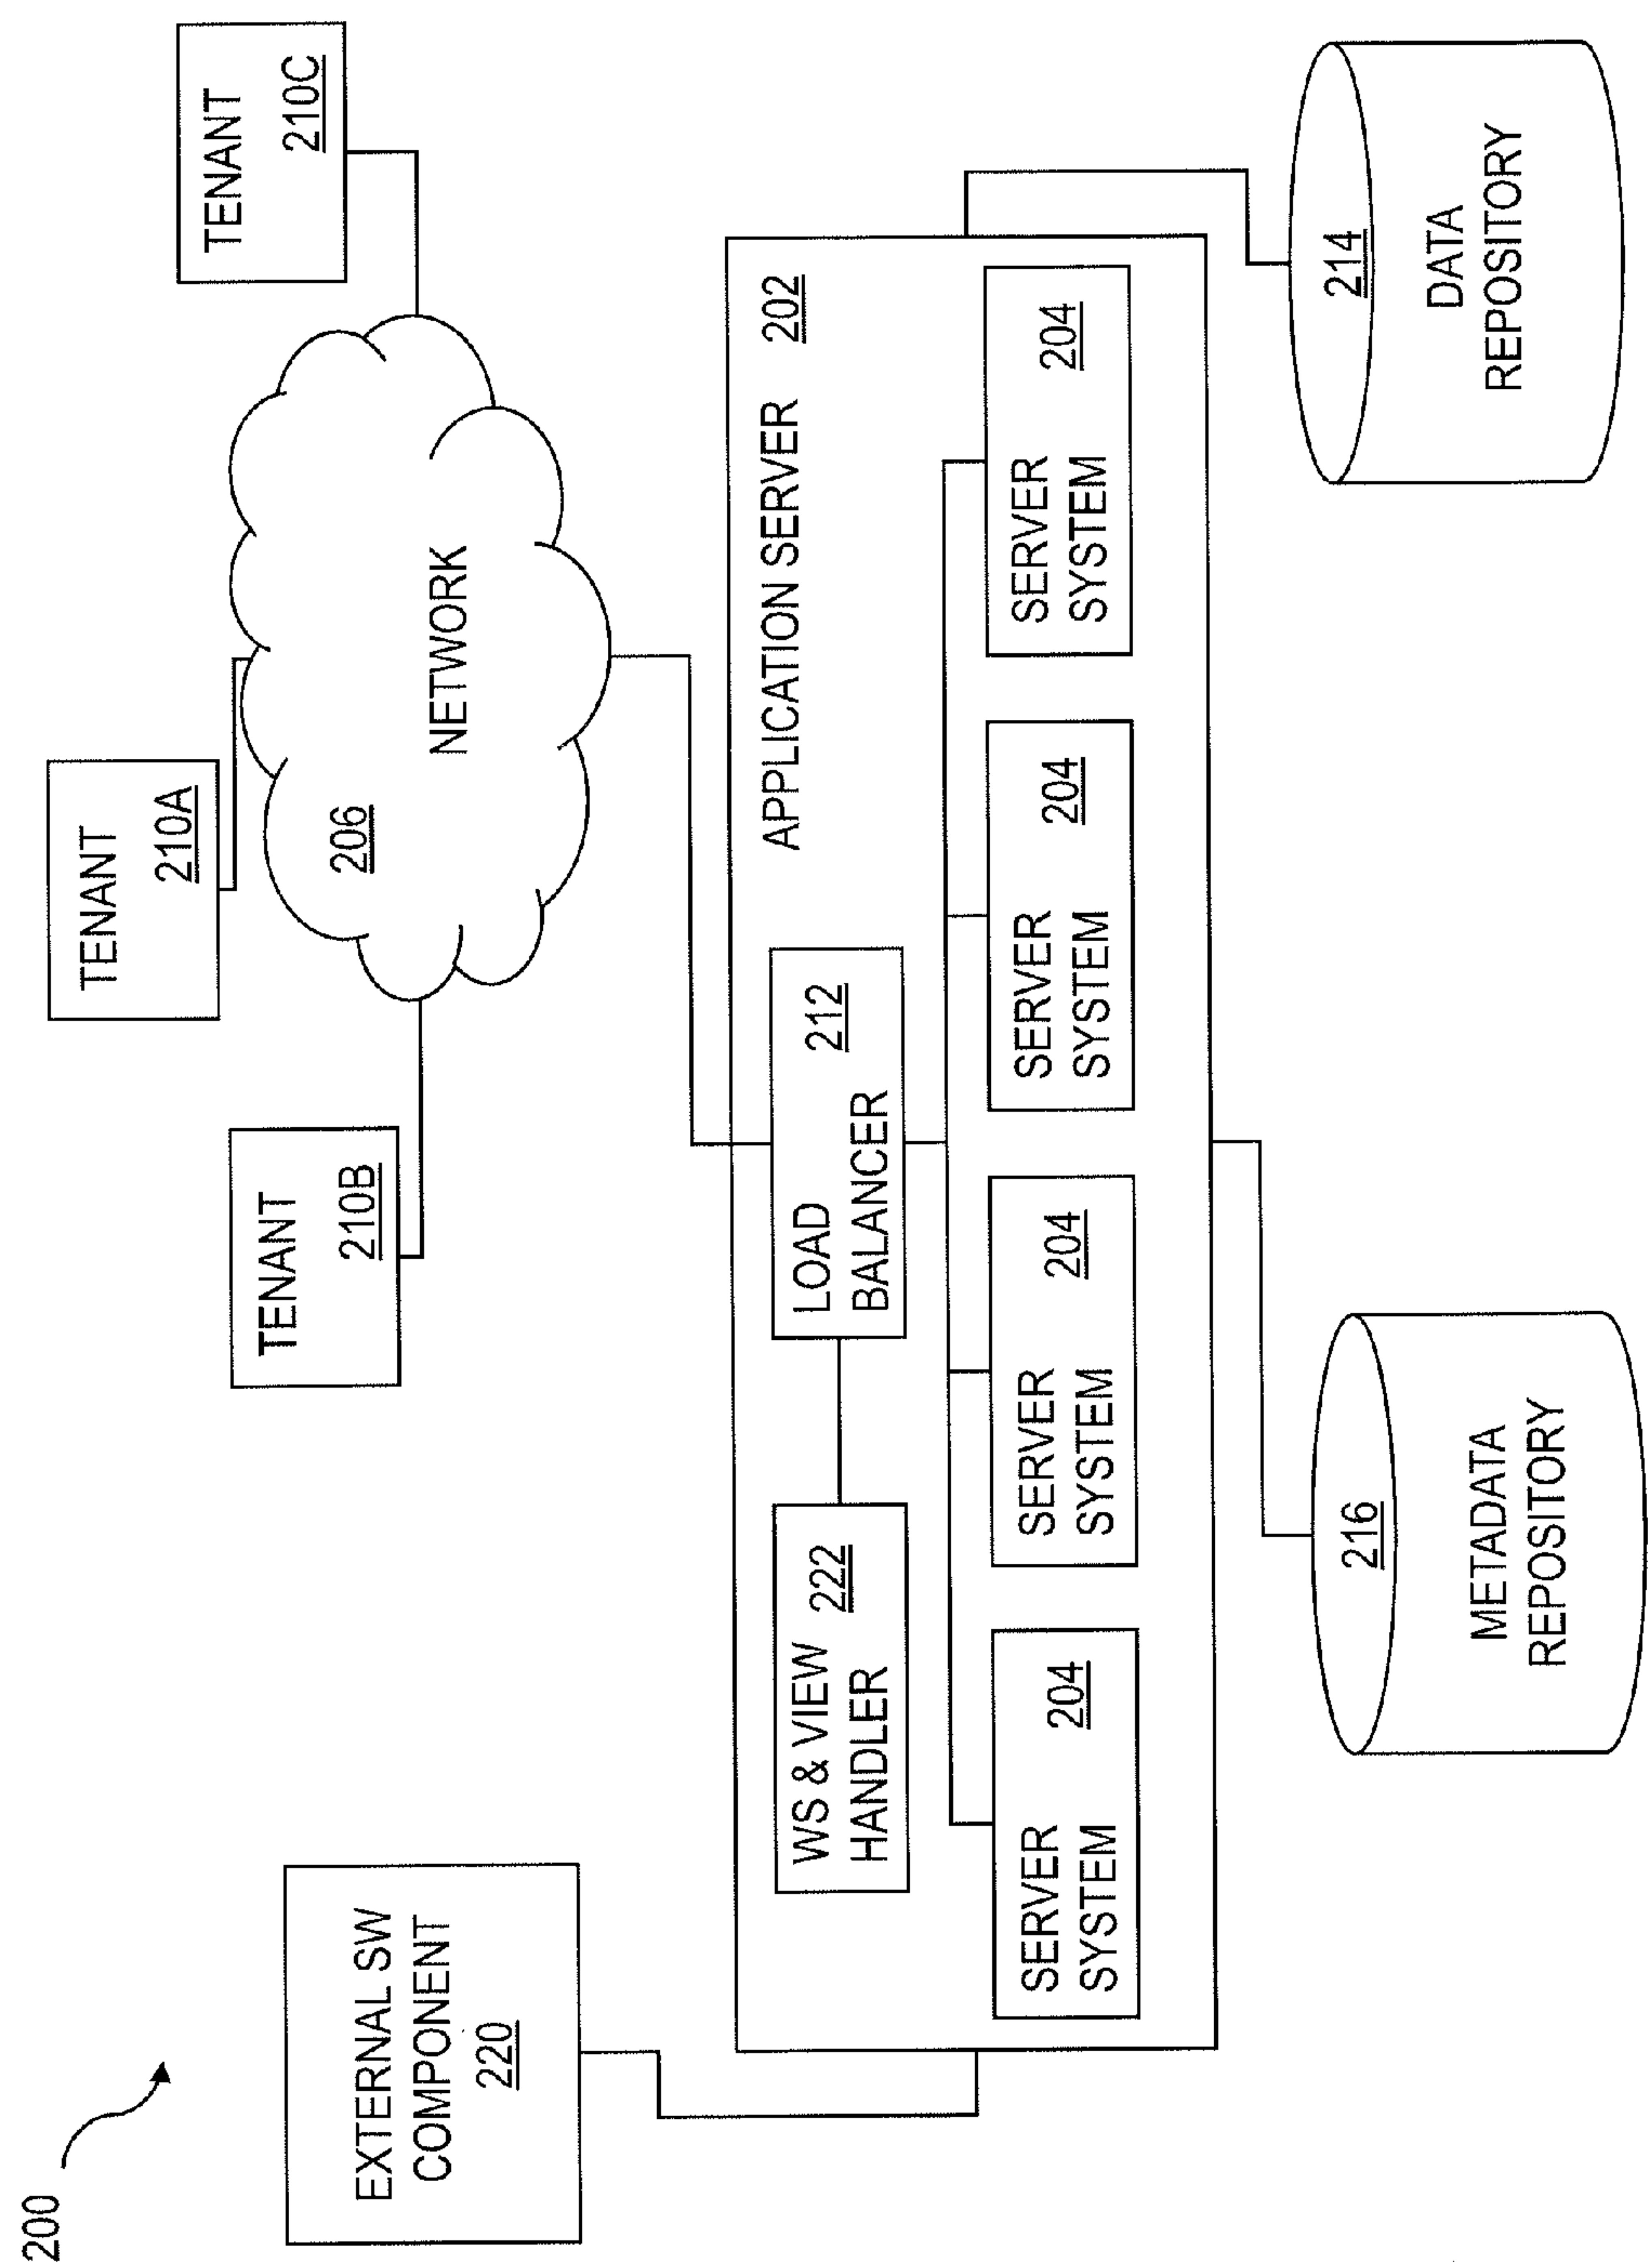 200
TENANT
210A
TENANT
210B
TENANT
210C
EXTERNAL SW
COMPONENT
220
206
NETWORK
APPLICATION SERVER 202
WS & VIEW
HANDLER 222
LOAD
BALANCER 212
SERVER
SYSTEM
204
SERVER
SYSTEM
204
SERVER
SYSTEM
204
SERVER
SYSTEM
204
216
METADATA
REPOSITORY
214
DATA
REPOSITORY